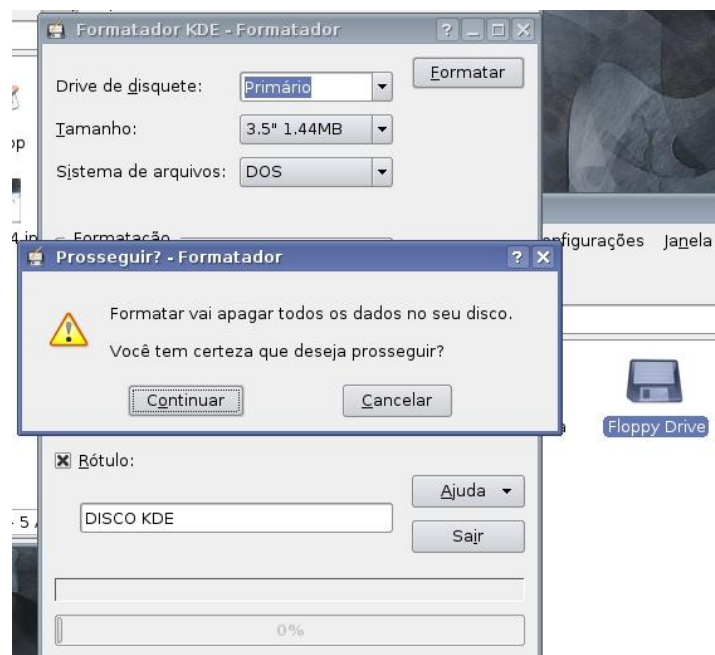 Formatador KDE - Formatador
Drive de disquete:
Primário
Formatar
Tamanho:
3.5" 1.44MB
Sistema de arquivos:
DOS
Formatação
Janela
Prosseguir? - Formatador
Formatar vai apagar todos os dados no seu disco.
Você tem certeza que deseja prosseguir?
Continuar
Cancelar
Floppy Drive
Rótulo:
Ajuda
DISCO KDE
Sair
0%